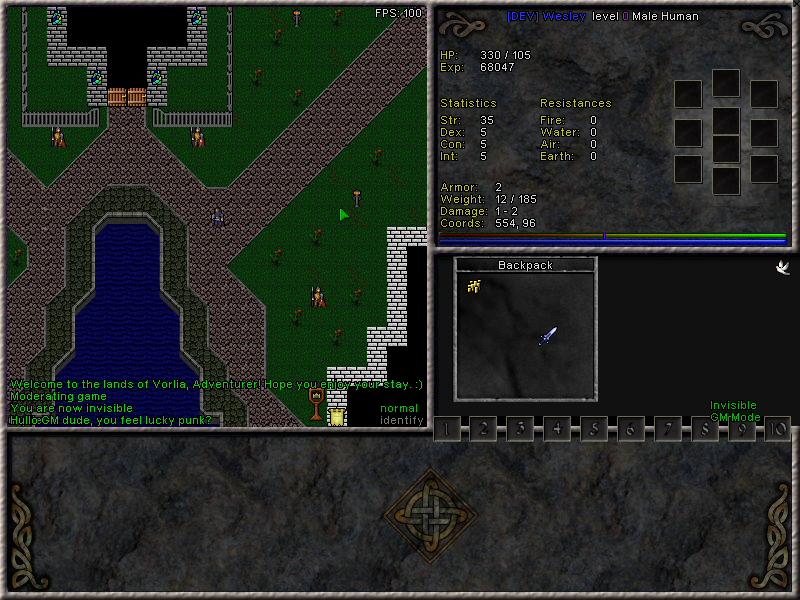 FPS: 100
Welcome to the lands of Vorlia, Adventurer! Hope you enjoy your stay. :)
Moderating game
You are now invisible
normal
Hullo GM dude, you feel lucky punk?
identify
[DEV] Wesley level 0 Male Human
HP: 330 / 105
Exp: 68047
Statistics Resistances
Str: 35 Fire: 0
Dex: 5 Water: 0
Con: 5 Air: 0
Int: 5 Earth: 0
Armor: 2
Weight: 12 / 185
Damage: 1 - 2
Coords: 554, 96
Backpack
Invisible
GM Mode
1 2 3 4 5 6 7 8 9 10